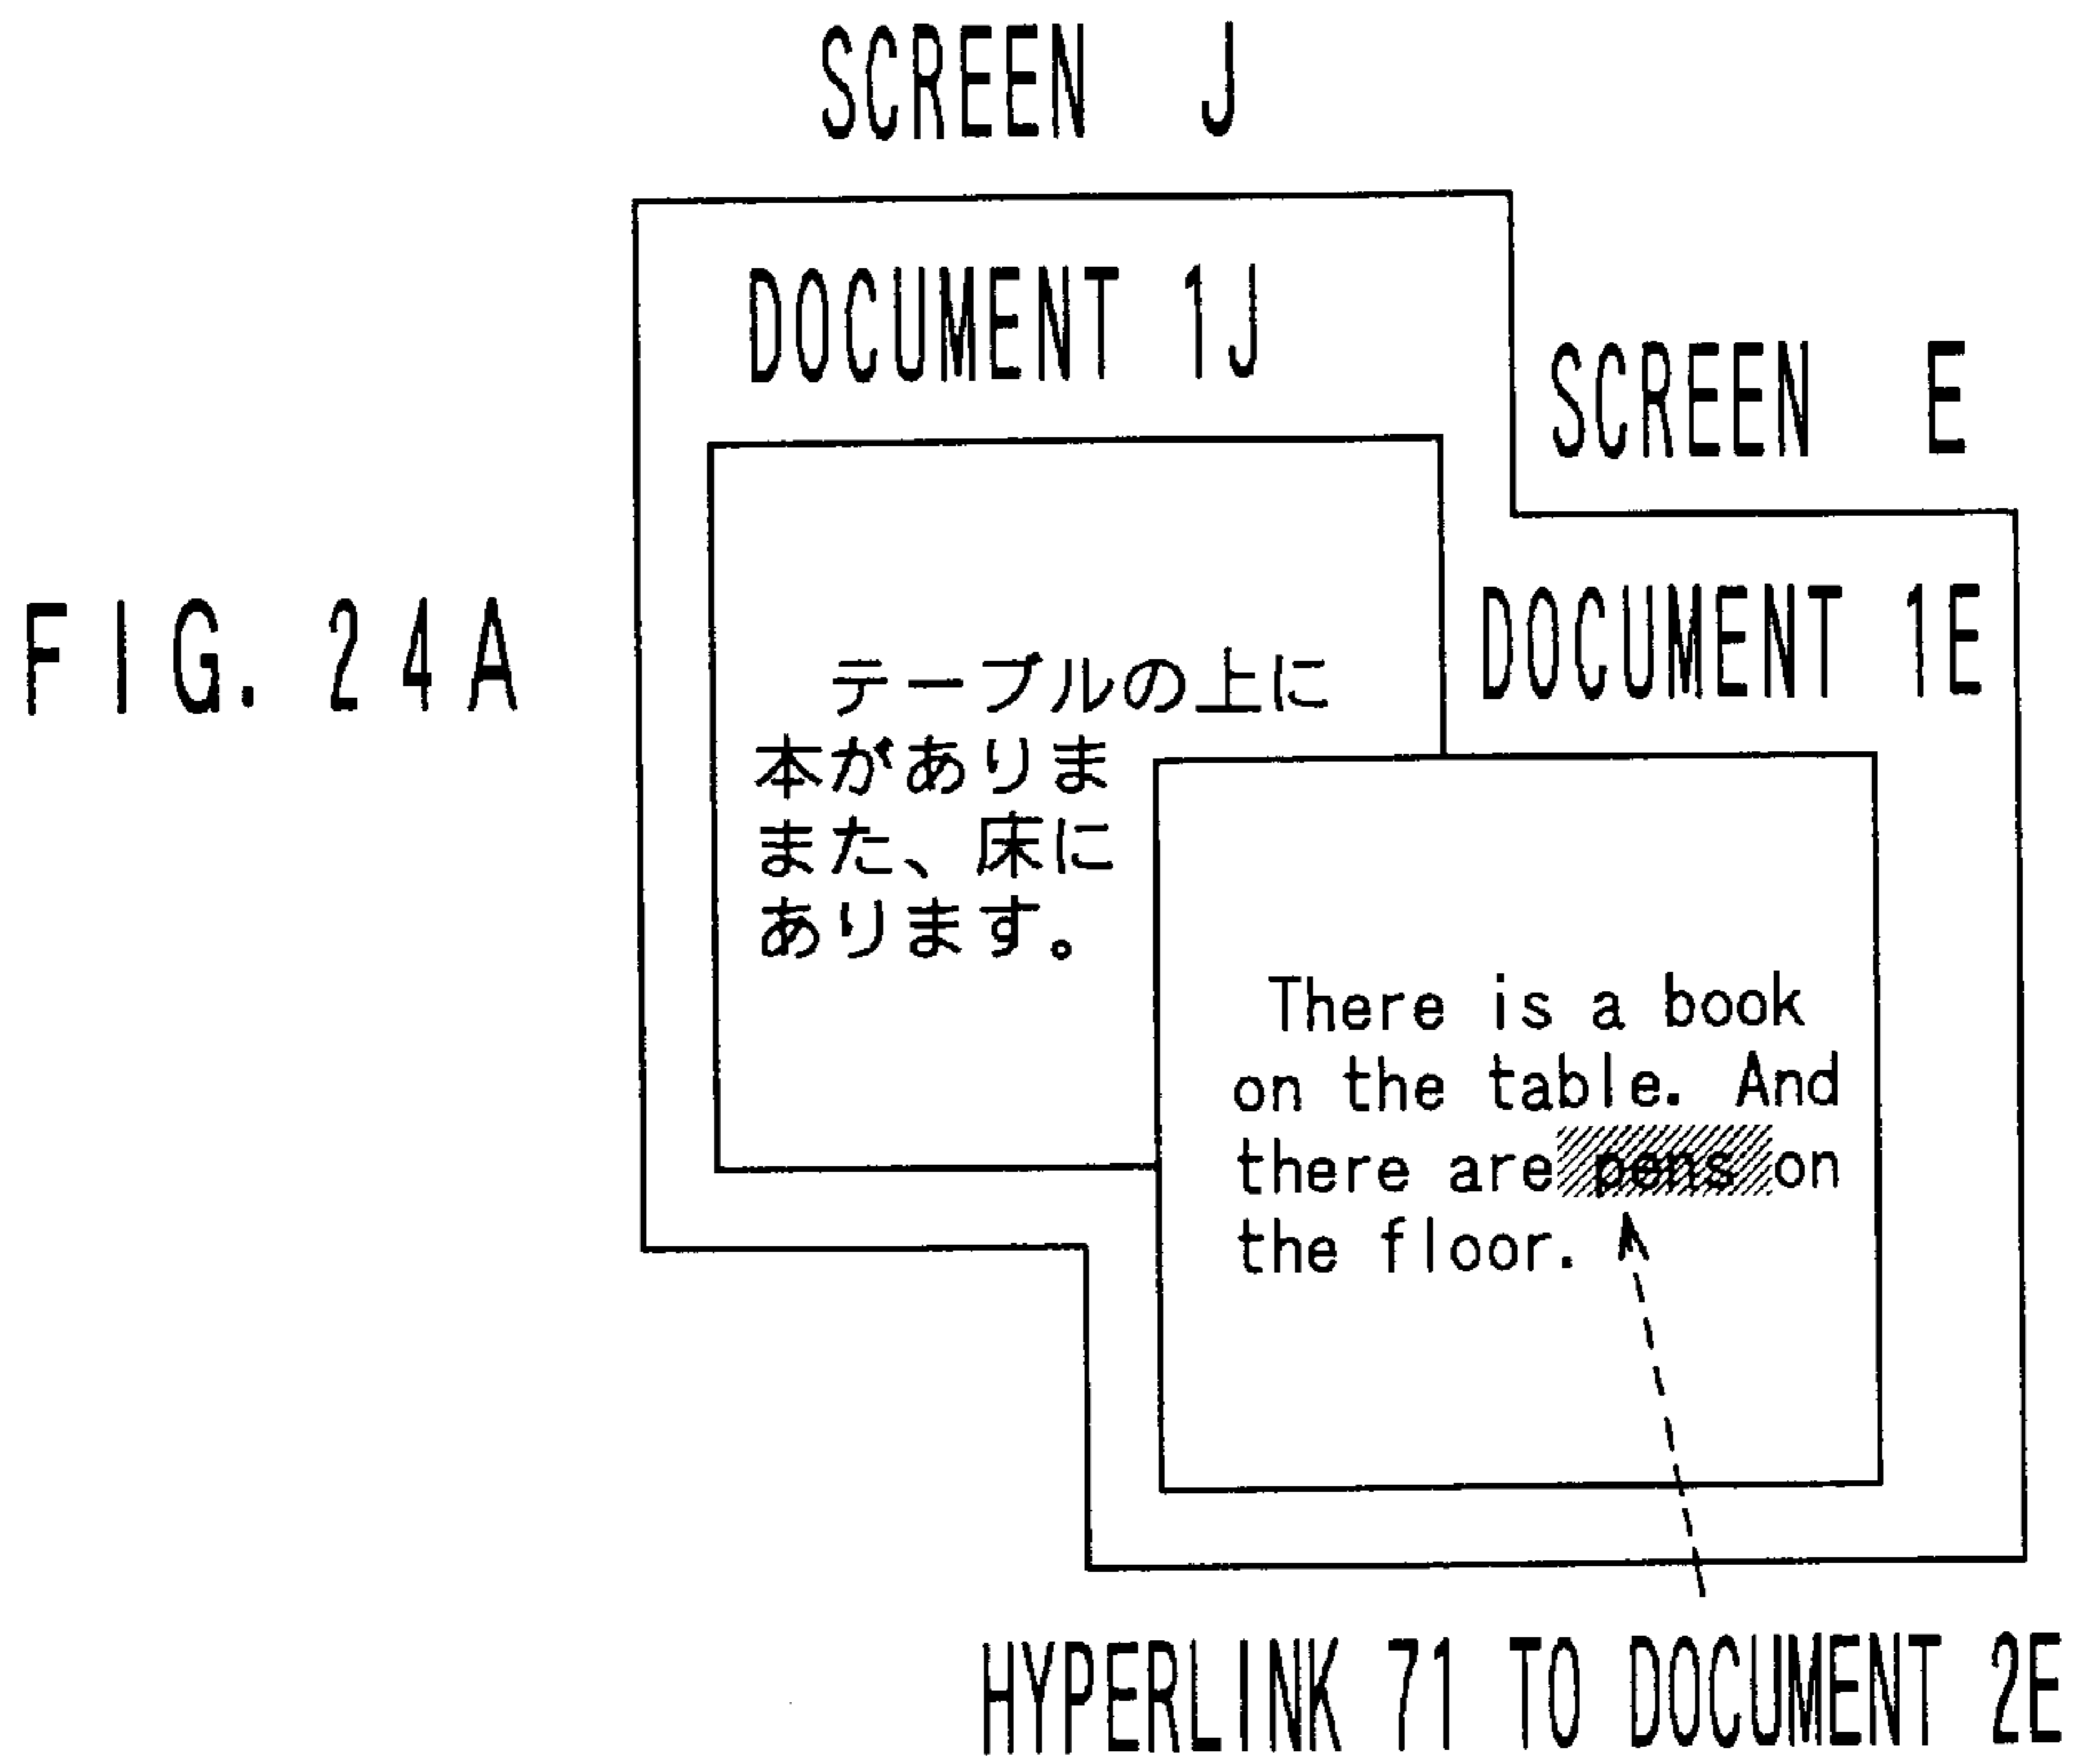 SCREEN J
DOCUMENT 1J
SCREEN E
FIG. 24A
DOCUMENT 1E
テーブルの上に
本がありま
また、床に
あります。
There is a book
on the table. And
there are pens on
the floor.
HYPERLINK 71 TO DOCUMENT 2E